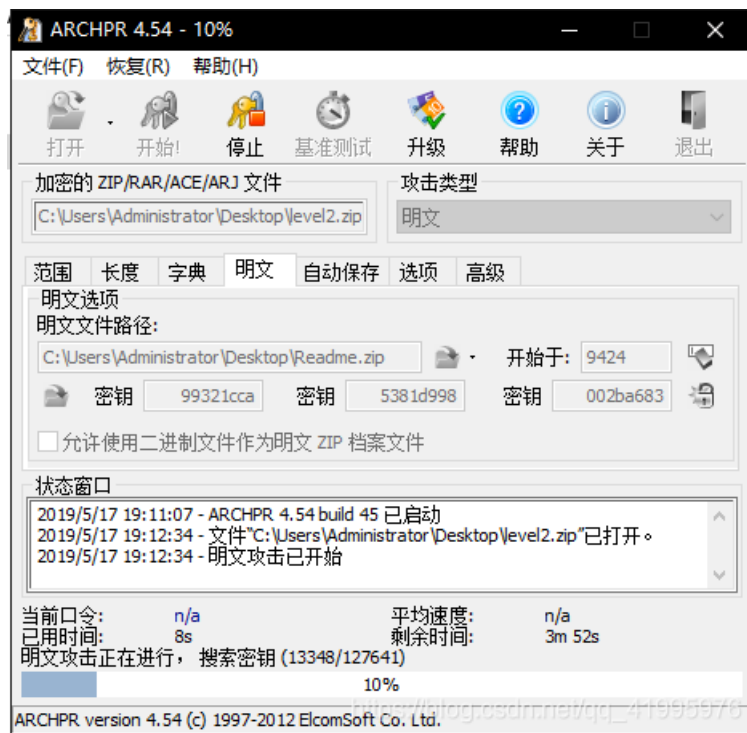 ARCHPR 4.54 - 10%
文件(F) 恢复(R) 帮助(H)
打开 开始! 停止 基准测试 升级 帮助 关于 退出
加密的 ZIP/RAR/ACE/ARJ 文件 攻击类型
C:\Users\Administrator\Desktop\level2.zip 明文
范围 长度 字典 明文 自动保存 选项 高级
明文选项
明文文件路径:
C:\Users\Administrator\Desktop\Readme.zip 开始于: 9424
密钥 99321cca 密钥 5381d998 密钥 002ba683
允许使用二进制文件作为明文 ZIP 档案文件
状态窗口
2019/5/17 19:11:07 - ARCHPR 4.54 build 45 已启动
2019/5/17 19:12:34 - 文件"C:\Users\Administrator\Desktop\level2.zip"已打开。
2019/5/17 19:12:34 - 明文攻击已开始
当前口令: n/a 平均速度: n/a
已用时间: 8s 剩余时间: 3m 52s
明文攻击正在进行， 搜索密钥 (13348/127641)
10%
https://blog.csdn.net/qq_41995976
ARCHPR version 4.54 (c) 1997-2012 ElcomSoft Co. Ltd.